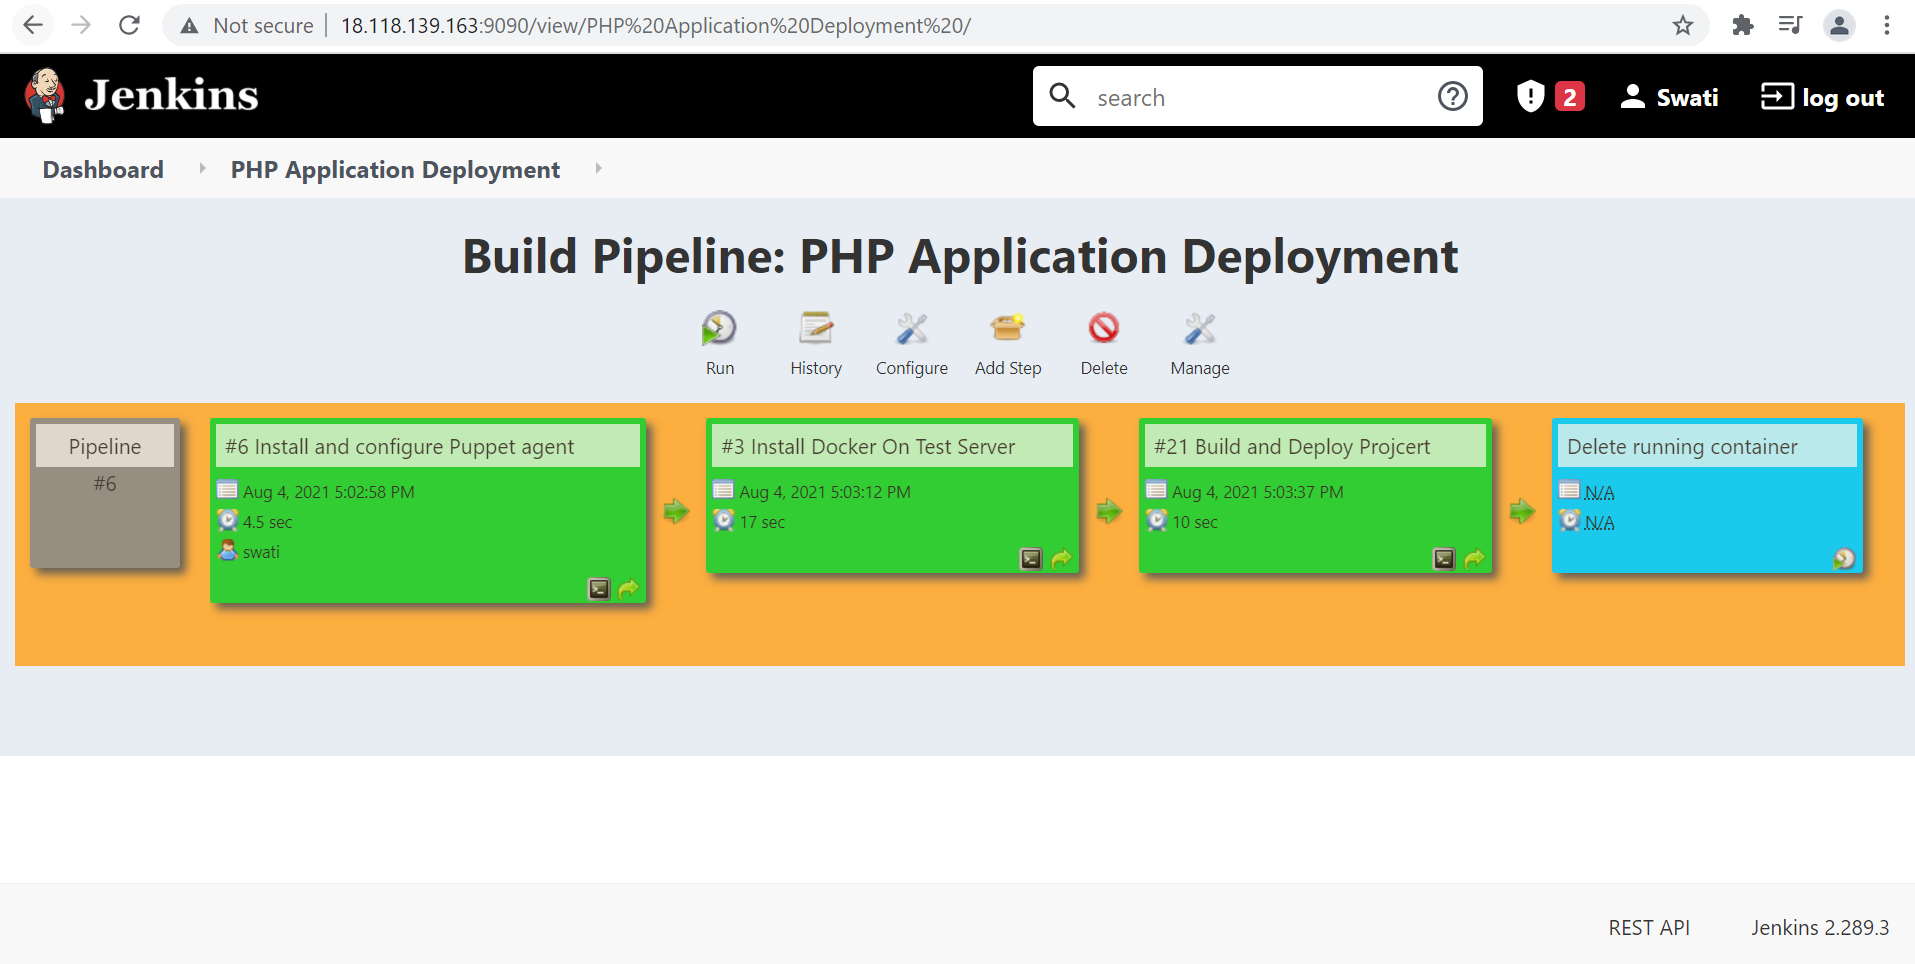 Not secure | 18.118.139.163:9090/view/PHP%20Application%20Deployment%20/
Jenkins
search
2
Swati
log out
Dashboard
PHP Application Deployment
Build Pipeline: PHP Application Deployment
Run
History
Configure
Add Step
Delete
Manage
Pipeline
#6
#6 Install and configure Puppet agent
Aug 4, 2021 5:02:58 PM
4.5 sec
swati
#3 Install Docker On Test Server
Aug 4, 2021 5:03:12 PM
17 sec
#21 Build and Deploy Projcert
Aug 4, 2021 5:03:37 PM
10 sec
Delete running container
N/A
N/A
REST API
Jenkins 2.289.3